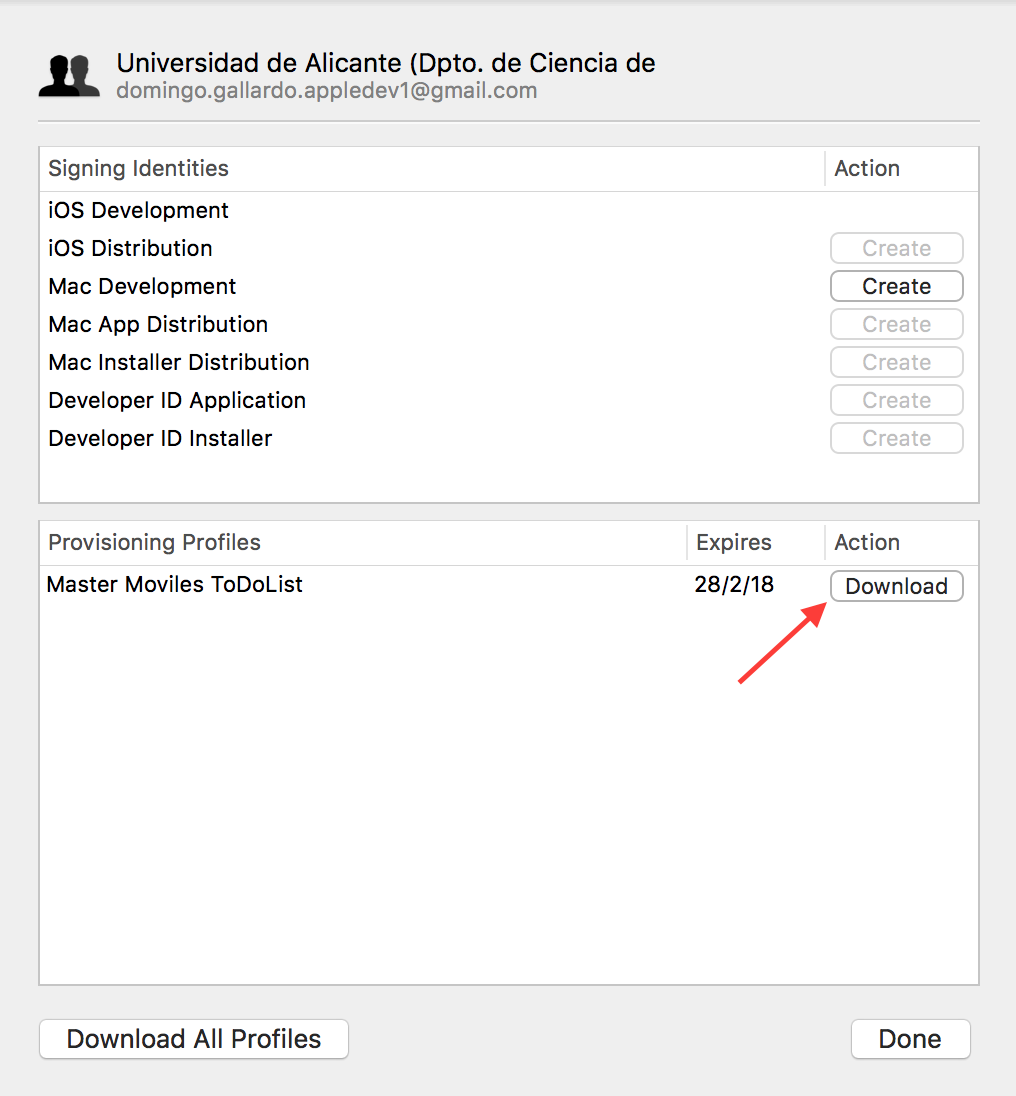 Universidad de Alicante (Dpto. de Ciencia de
domingo.gallardo.appledev1@gmail.com
Signing Identities Action
iOS Development
iOS Distribution Create
Mac Development Create
Mac App Distribution Create
Mac Installer Distribution Create
Developer ID Application Create
Developer ID Installer Create
Provisioning Profiles Expires Action
Master Moviles ToDoList 28/2/18 Download
Download All Profiles Done